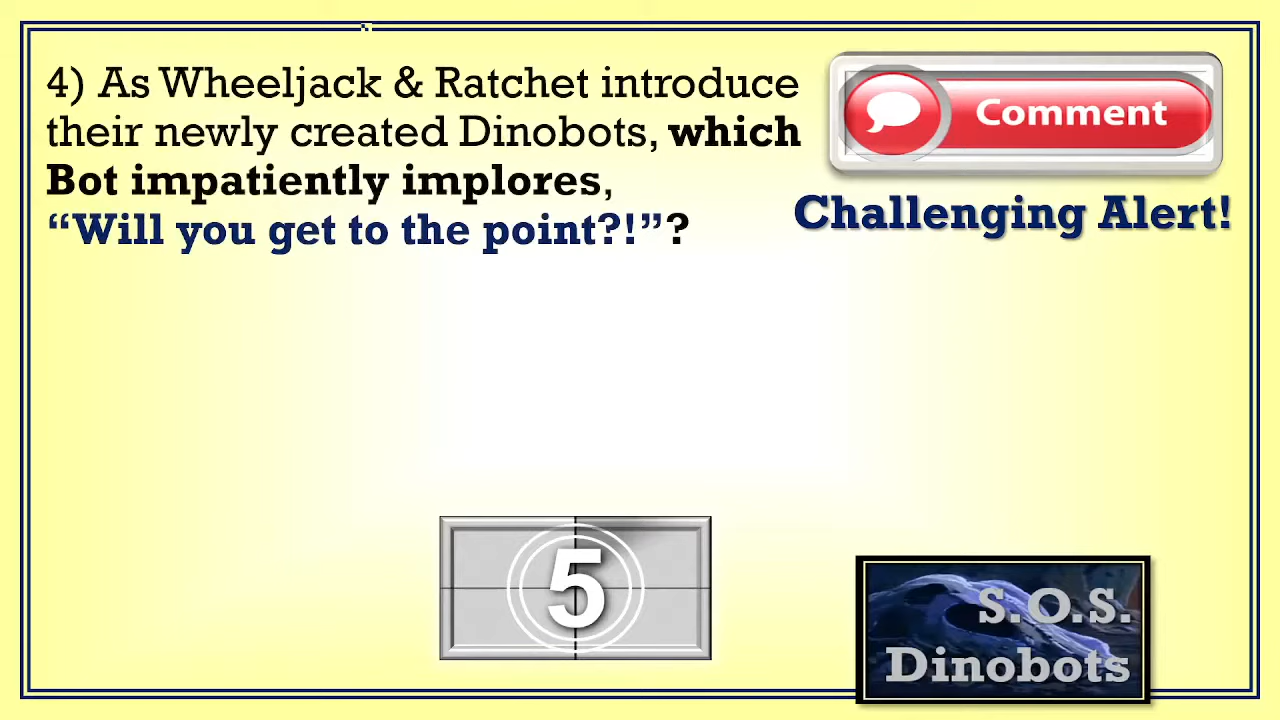 4) As Wheeljack & Ratchet introduce
their newly created Dinobots, which
Bot impatiently implores,
“Will you get to the point?!”?
Comment
Challenging Alert!
5
S.O.S.
Dinobots